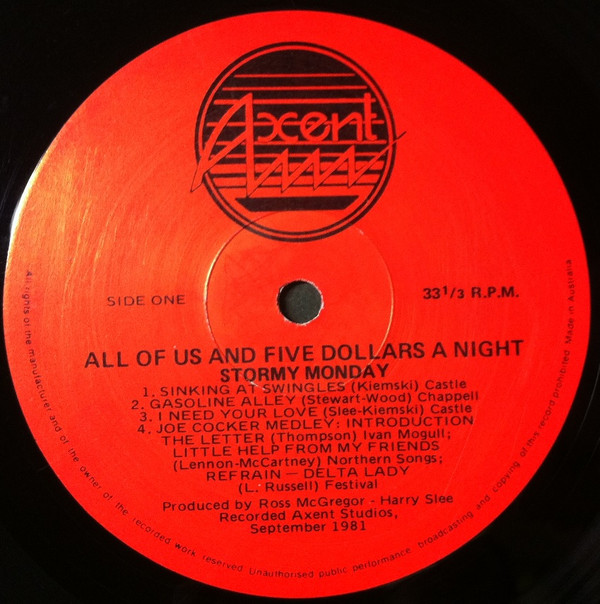 Axent
SIDE ONE
33 1/3 R.P.M.
ALL OF US AND FIVE DOLLARS A NIGHT
STORMY MONDAY
1. SINKING AT SWINGLES (Kiemski) Castle
2. GASOLINE ALLEY (Stewart-Wood) Chappell
3. I NEED YOUR LOVE (Slee-Kiemski) Castle
4. JOE COCKER MEDLEY: INTRODUCTION
THE LETTER (Thompson) Ivan Mogull;
LITTLE HELP FROM MY FRIENDS
(Lennon-McCartney) Northern Songs;
REFRAIN — DELTA LADY
(L. Russell) Festival
Produced by Ross McGregor - Harry Slee
Recorded Axent Studios,
September 1981
All rights of the manufacturer and of the owner of the recorded work reserved. Unauthorised public performance, broadcasting and copying of this record prohibited. Made in Australia